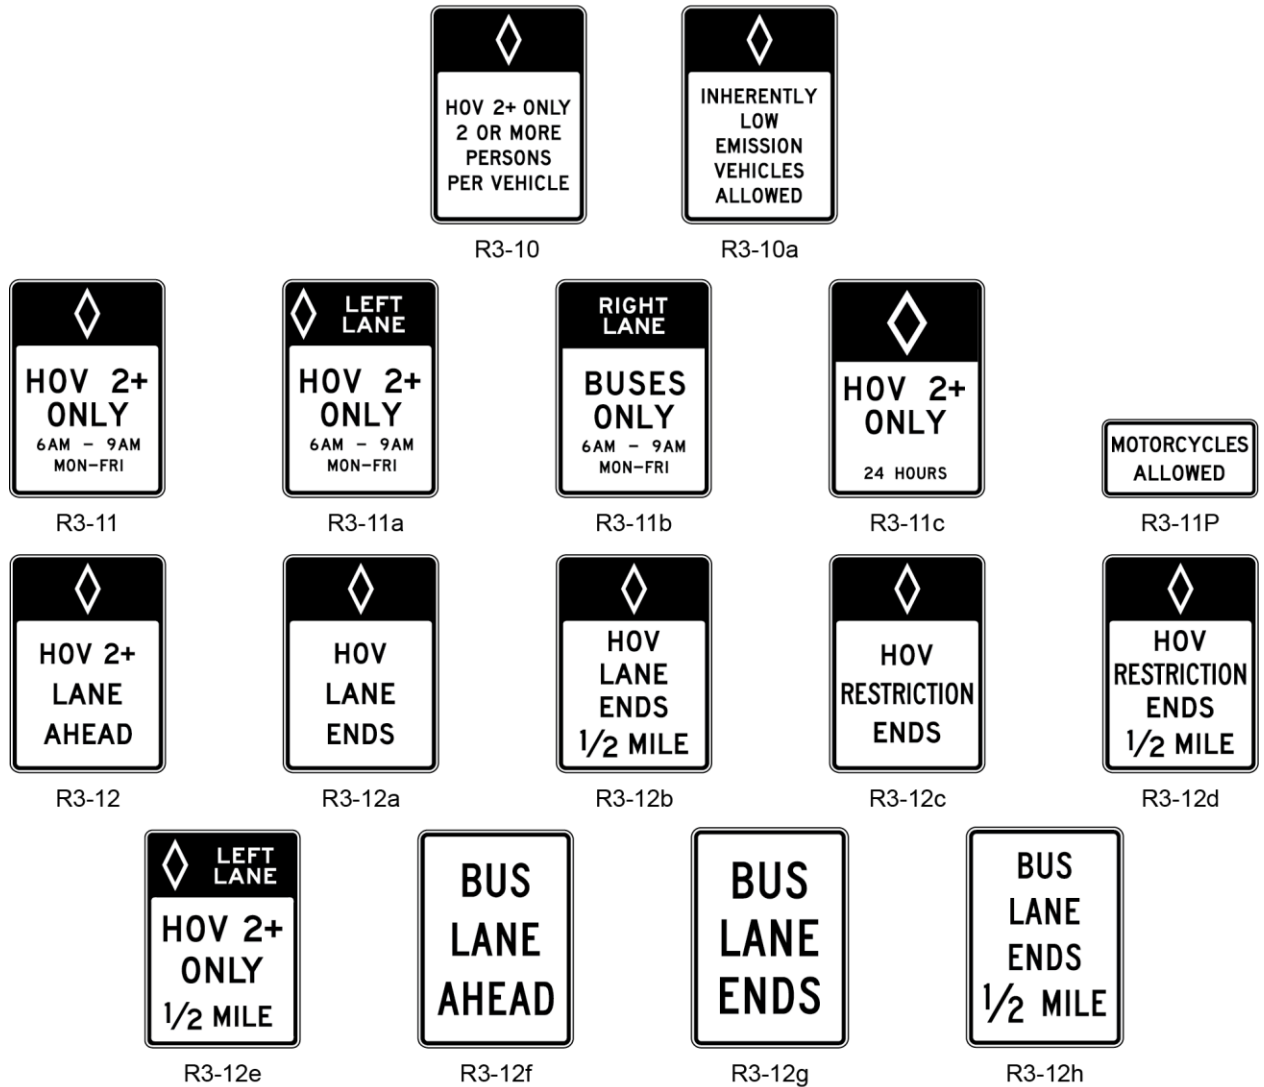 HOV 2+ ONLY
2 OR MORE
PERSONS
PER VEHICLE
R3-10
INHERENTLY
LOW
EMISSION
VEHICLES
ALLOWED
R3-10a
HOV 2+
ONLY
6AM – 9AM
MON–FRI
R3-11
LEFT
LANE
HOV 2+
ONLY
6AM – 9AM
MON–FRI
R3-11a
RIGHT
LANE
BUSES
ONLY
6AM – 9AM
MON–FRI
R3-11b
HOV 2+
ONLY
24 HOURS
R3-11c
MOTORCYCLES
ALLOWED
R3-11P
HOV 2+
LANE
AHEAD
R3-12
HOV
LANE
ENDS
R3-12a
HOV
LANE
ENDS
1/2 MILE
R3-12b
HOV
RESTRICTION
ENDS
R3-12c
HOV
RESTRICTION
ENDS
1/2 MILE
R3-12d
LEFT
LANE
HOV 2+
ONLY
1/2 MILE
R3-12e
BUS
LANE
AHEAD
R3-12f
BUS
LANE
ENDS
R3-12g
BUS
LANE
ENDS
1/2 MILE
R3-12h